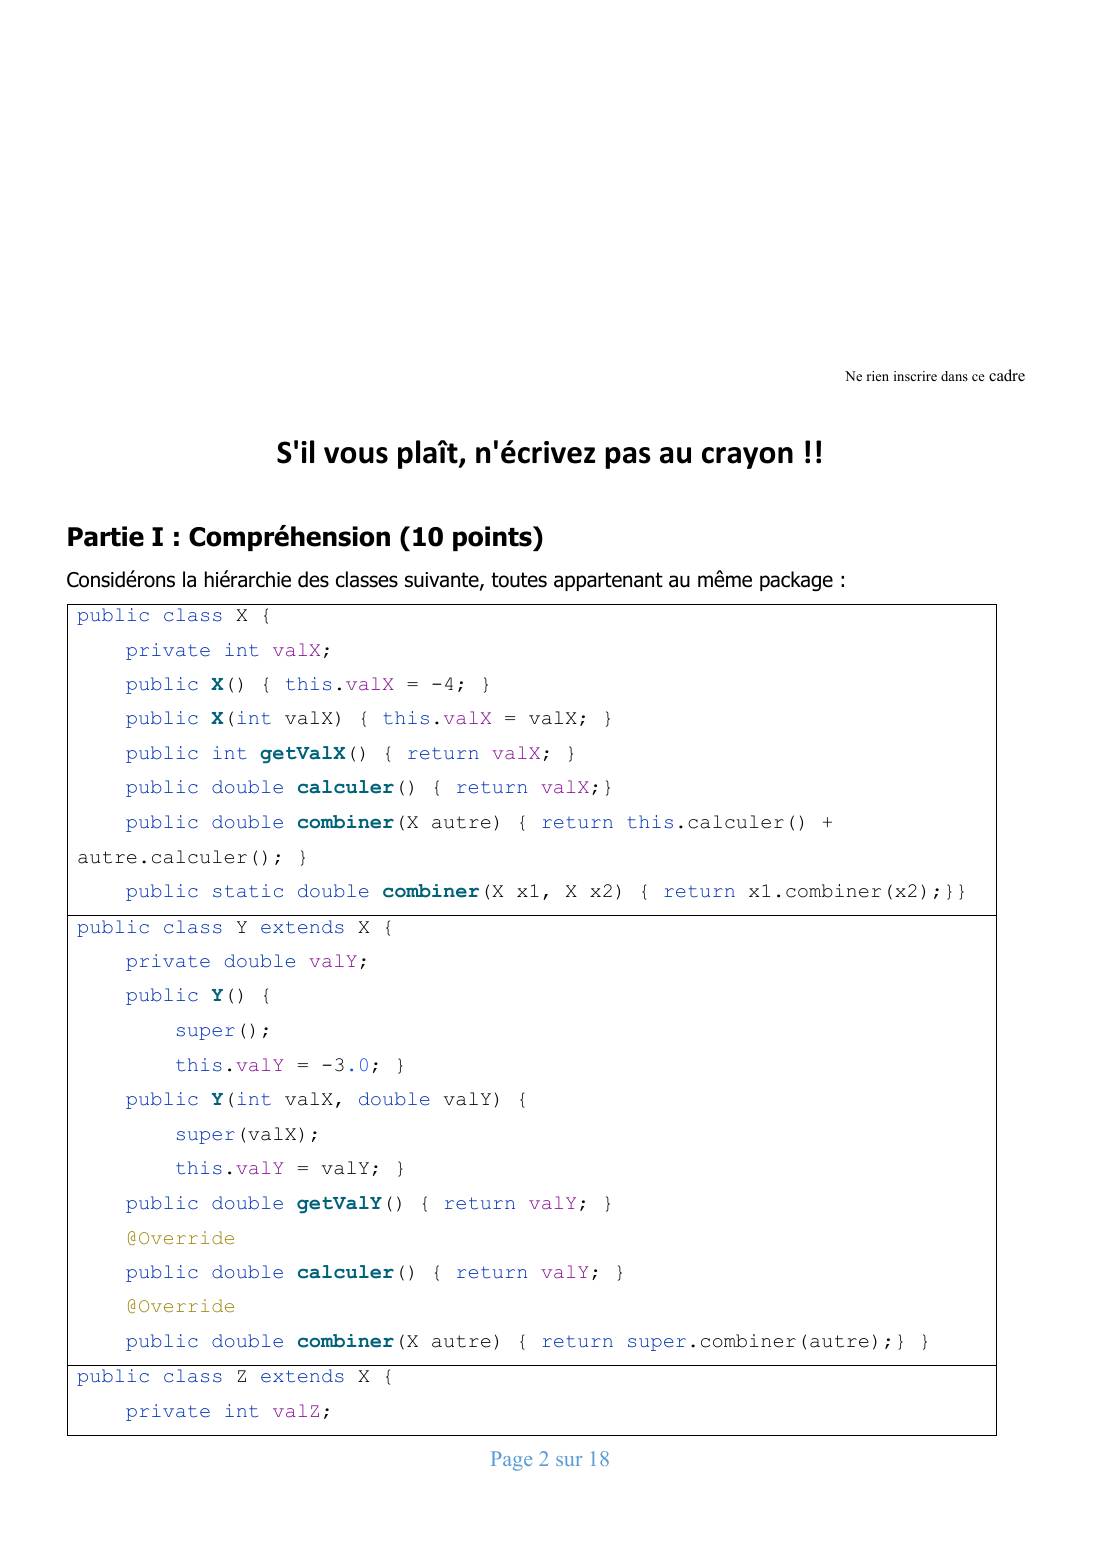 Ne rien inscrire dans ce cadre
S'il vous plaît, n'écrivez pas au crayon !!
Partie I : Compréhension (10 points)
Considérons la hiérarchie des classes suivante, toutes appartenant au même package :
public class X {
    private int valX;
    public X() { this.valX = -4; }
    public X(int valX) { this.valX = valX; }
    public int getValX() { return valX; }
    public double calculer() { return valX;}
    public double combiner(X autre) { return this.calculer() +
autre.calculer(); }
    public static double combiner(X x1, X x2) { return x1.combiner(x2);}}
public class Y extends X {
    private double valY;
    public Y() {
        super();
        this.valY = -3.0; }
    public Y(int valX, double valY) {
        super(valX);
        this.valY = valY; }
    public double getValY() { return valY; }
    @Override
    public double calculer() { return valY; }
    @Override
    public double combiner(X autre) { return super.combiner(autre);} }
public class Z extends X {
    private int valZ;
Page 2 sur 18